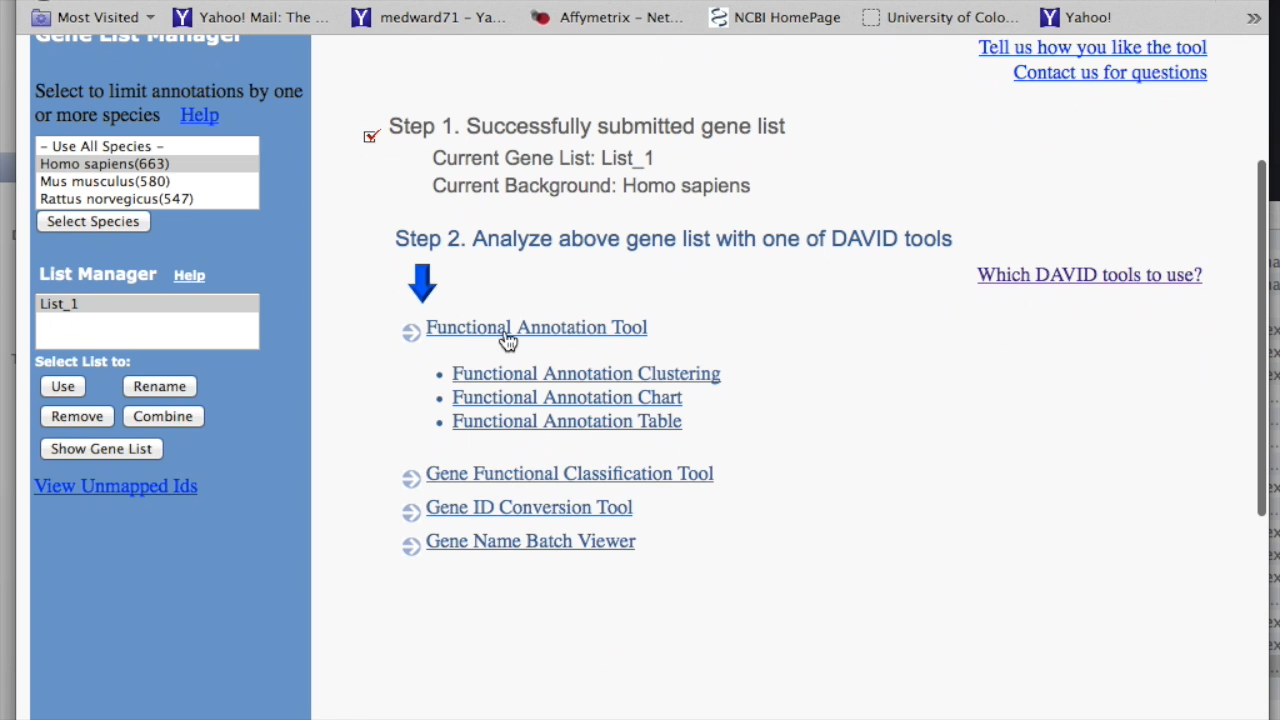 Most Visited
Yahoo! Mail: The ...
medward71 - Ya...
Affymetrix - Net...
NCBI HomePage
University of Colo...
Yahoo!
Gene List Manager
Select to limit annotations by one
or more species Help
- Use All Species -
Homo sapiens(663)
Mus musculus(580)
Rattus norvegicus(547)
Select Species
List Manager Help
List_1
Select List to:
Use Rename
Remove Combine
Show Gene List
View Unmapped Ids
Tell us how you like the tool
Contact us for questions
Step 1. Successfully submitted gene list
Current Gene List: List_1
Current Background: Homo sapiens
Step 2. Analyze above gene list with one of DAVID tools
Which DAVID tools to use?
Functional Annotation Tool
• Functional Annotation Clustering
• Functional Annotation Chart
• Functional Annotation Table
Gene Functional Classification Tool
Gene ID Conversion Tool
Gene Name Batch Viewer